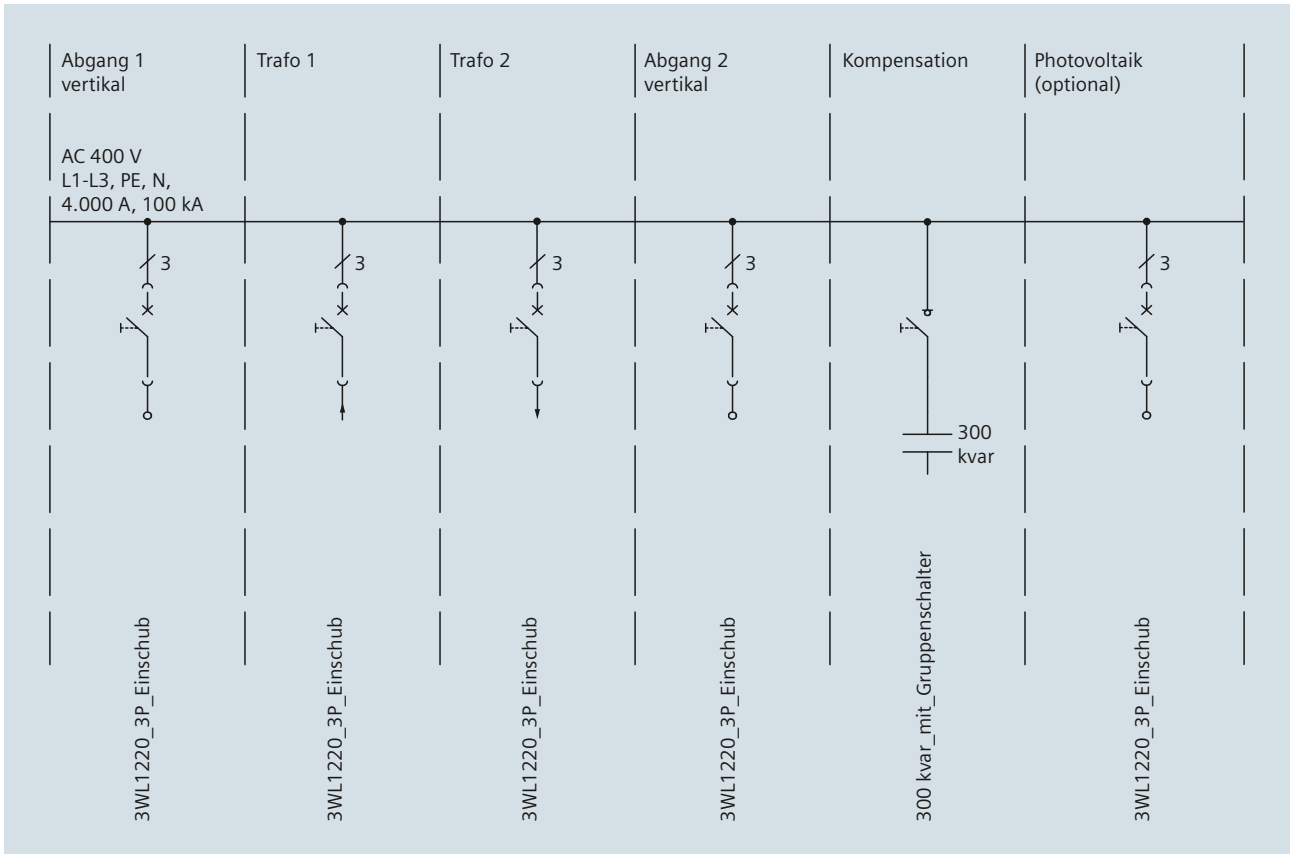 Abgang 1
vertikal
Trafo 1
Trafo 2
Abgang 2
vertikal
Kompensation
Photovoltaik
(optional)
AC 400 V
L1-L3, PE, N,
4.000 A, 100 kA
3
3
3
3
3
300
kvar
3WL1220_3P_Einschub
3WL1220_3P_Einschub
3WL1220_3P_Einschub
3WL1220_3P_Einschub
300 kvar_mit_Gruppenschalter
3WL1220_3P_Einschub